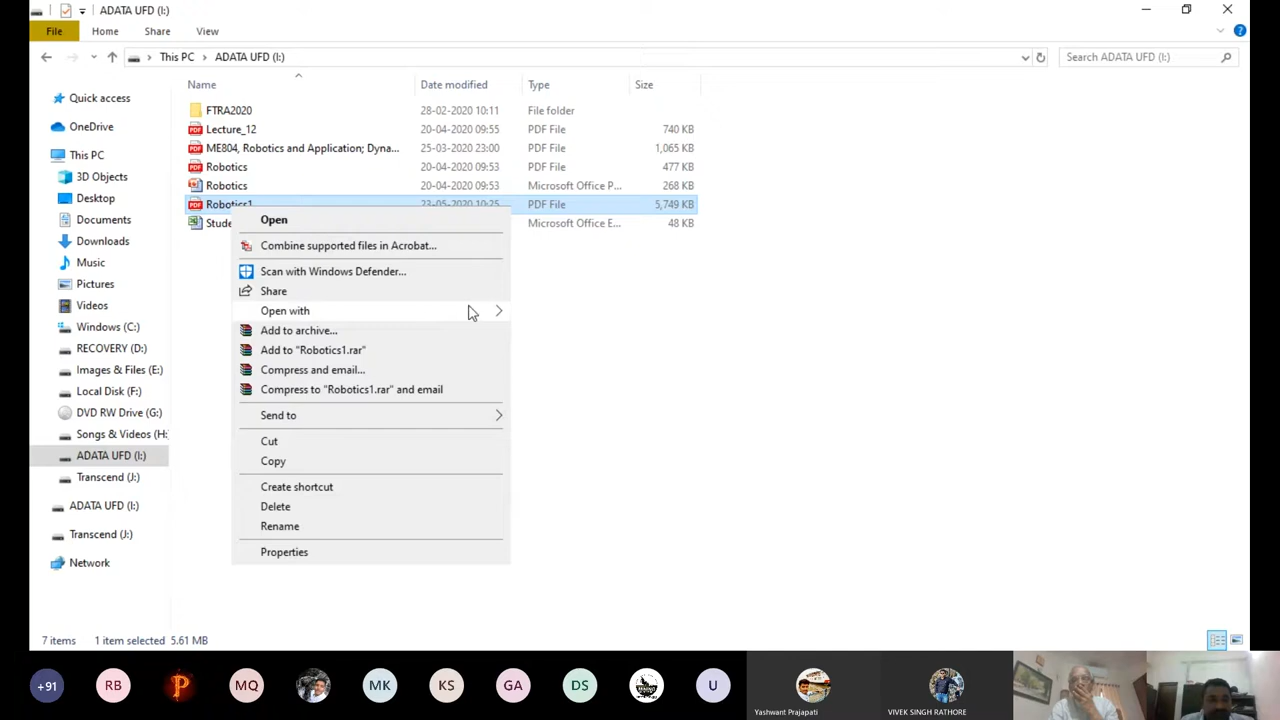 ADATA UFD (I:)
File Home Share View
This PC ADATA UFD (I:) Search ADATA UFD (I:)
Name Date modified Type Size
Quick access
OneDrive
This PC
3D Objects
Desktop
Documents
Downloads
Music
Pictures
Videos
Windows (C:)
RECOVERY (D:)
Images & Files (E:)
Local Disk (F:)
DVD RW Drive (G:)
Songs & Videos (H:
ADATA UFD (I:)
Transcend (J:)
ADATA UFD (I:)
Transcend (J:)
Network
FTRA2020 28-02-2020 10:11 File folder
Lecture_12 20-04-2020 09:55 PDF File 740 KB
ME804, Robotics and Application; Dyna... 25-03-2020 23:00 PDF File 1,065 KB
Robotics 20-04-2020 09:53 PDF File 477 KB
Robotics 20-04-2020 09:53 Microsoft Office P... 268 KB
Robotics1 23-05-2020 10:25 PDF File 5,749 KB
Stude Microsoft Office E... 48 KB
Open
Combine supported files in Acrobat...
Scan with Windows Defender...
Share
Open with
Add to archive...
Add to "Robotics1.rar"
Compress and email...
Compress to "Robotics1.rar" and email
Send to
Cut
Copy
Create shortcut
Delete
Rename
Properties
7 items 1 item selected 5.61 MB
+91 RB MQ MK KS GA DS U
Yashwant Prajapati VIVEK SINGH RATHORE